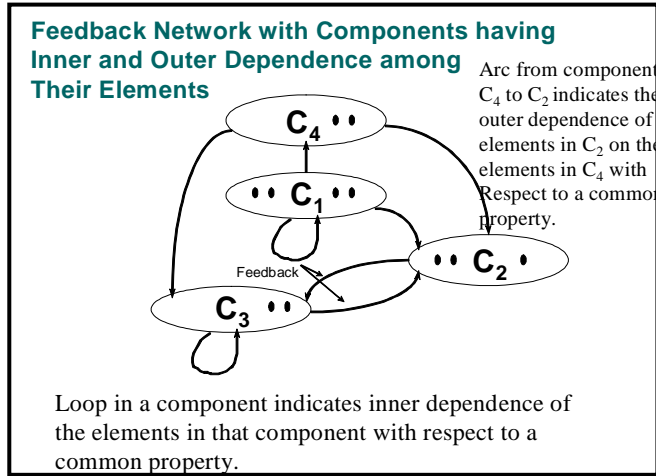 Feedback Network with Components having
Inner and Outer Dependence among
Their Elements
Arc from component
C₄ to C₂ indicates the
outer dependence of
elements in C₂ on the
elements in C₄ with
Respect to a common
property.
C₄
C₁
C₂
Feedback
C₃
Loop in a component indicates inner dependence of
the elements in that component with respect to a
common property.